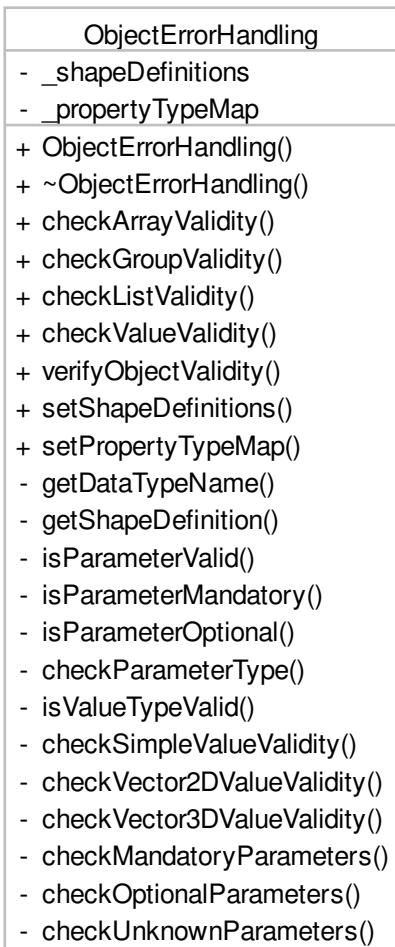 ObjectErrorHandling
- _shapeDefinitions
- _propertyTypeMap
+ ObjectErrorHandling()
+ ~ObjectErrorHandling()
+ checkArrayValidity()
+ checkGroupValidity()
+ checkListValidity()
+ checkValueValidity()
+ verifyObjectValidity()
+ setShapeDefinitions()
+ setPropertyTypeMap()
- getDataTypeName()
- getShapeDefinition()
- isParameterValid()
- isParameterMandatory()
- isParameterOptional()
- checkParameterType()
- isValueTypeValid()
- checkSimpleValueValidity()
- checkVector2DValueValidity()
- checkVector3DValueValidity()
- checkMandatoryParameters()
- checkOptionalParameters()
- checkUnknownParameters()